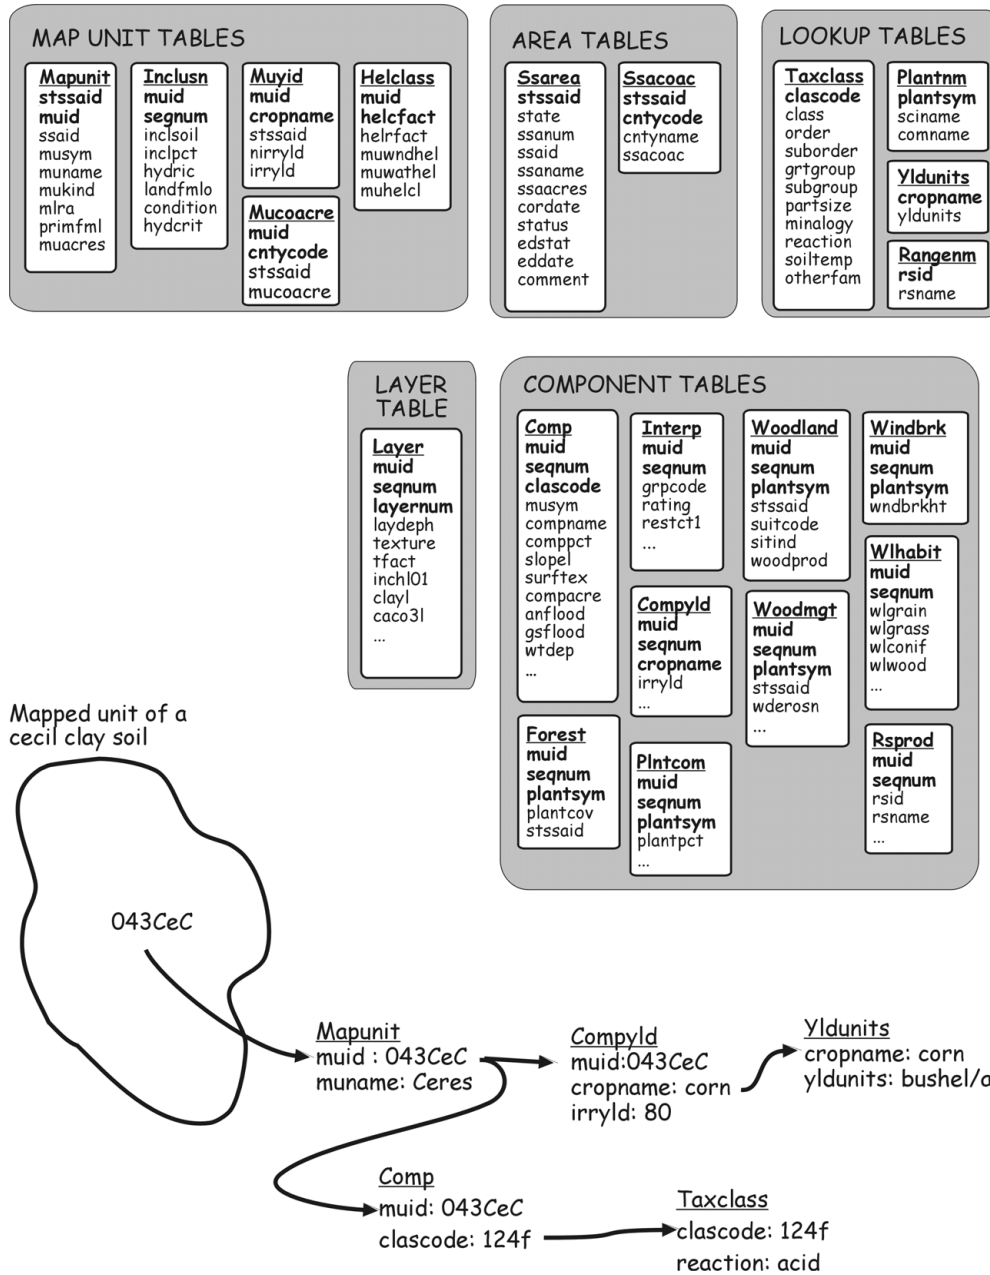 MAP UNIT TABLES
Mapunit
stssaid
muid
ssaid
musym
muname
mukind
mlra
primfml
muacres
Inclusn
muid
segnum
inclsoil
inclpct
hydric
landfmlo
condition
hydcrit
Muyid
muid
cropname
stssaid
nirryld
irryld
Mucoacre
muid
cntycode
stssaid
mucoacre
Helclass
muid
helcfact
helrfact
muwndhel
muwathel
muhelcl
AREA TABLES
Ssarea
stssaid
state
ssanum
ssaid
ssaname
ssaacres
cordate
status
edstat
eddate
comment
Ssacoac
stssaid
cntycode
cntyname
ssacoac
LOOKUP TABLES
Taxclass
clascode
class
order
suborder
grtgroup
subgroup
partsize
minalogy
reaction
soiltemp
otherfam
Plantnm
plantsym
sciname
comname
Yldunits
cropname
yldunits
Rangenm
rsid
rsname
LAYER
TABLE
Layer
muid
seqnum
layernum
laydeph
texture
tfact
inchl01
clayl
caco3l
...
COMPONENT TABLES
Comp
muid
seqnum
clascode
musym
compname
comppct
slopel
surftex
compacre
anflood
gsflood
wtdep
...
Forest
muid
seqnum
plantsym
plantcov
stssaid
Interp
muid
seqnum
grpcode
rating
restct1
...
Compyld
muid
seqnum
cropname
irryld
...
Plntcom
muid
seqnum
plantsym
plantpct
...
Woodland
muid
seqnum
plantsym
stssaid
suitcode
sitind
woodprod
Woodmgt
muid
seqnum
plantsym
stssaid
wderosn
...
Windbrk
muid
seqnum
plantsym
wndbrkht
Wlhabit
muid
seqnum
wlgrain
wlgrass
wlconif
wlwood
...
Rsprod
muid
seqnum
rsid
rsname
...
Mapped unit of a
cecil clay soil
043CeC
Mapunit
muid : 043CeC
muname: Ceres
Compyld
muid:043CeC
cropname: corn
irryld: 80
Yldunits
cropname: corn
yldunits: bushel/a
Comp
muid: 043CeC
clascode: 124f
Taxclass
clascode: 124f
reaction: acid